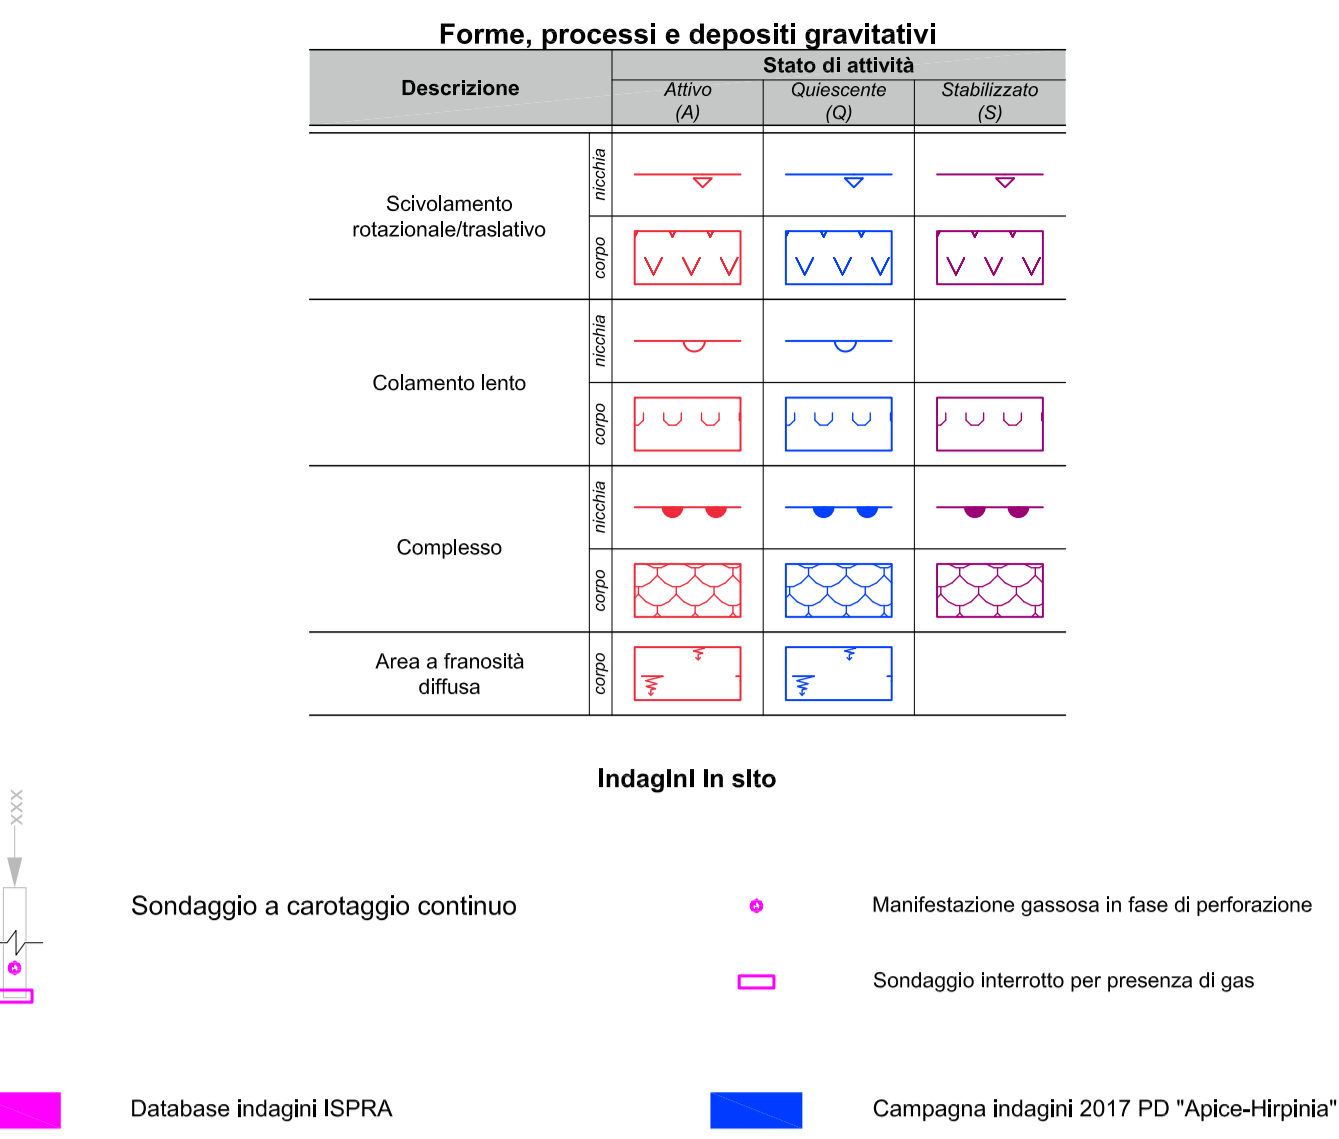 Forme, processi e depositi gravitativi
Descrizione
Stato di attività
Attivo
(A)
Quiescente
(Q)
Stabilizzato
(S)
Scivolamento
rotazionale/traslativo
nicchia
corpo
Colamento lento
nicchia
corpo
Complesso
nicchia
corpo
Area a franosità
diffusa
corpo
Indagini in sito
XXX
Sondaggio a carotaggio continuo
Manifestazione gassosa in fase di perforazione
Sondaggio interrotto per presenza di gas
Database indagini ISPRA
Campagna indagini 2017 PD "Apice-Hirpinia"